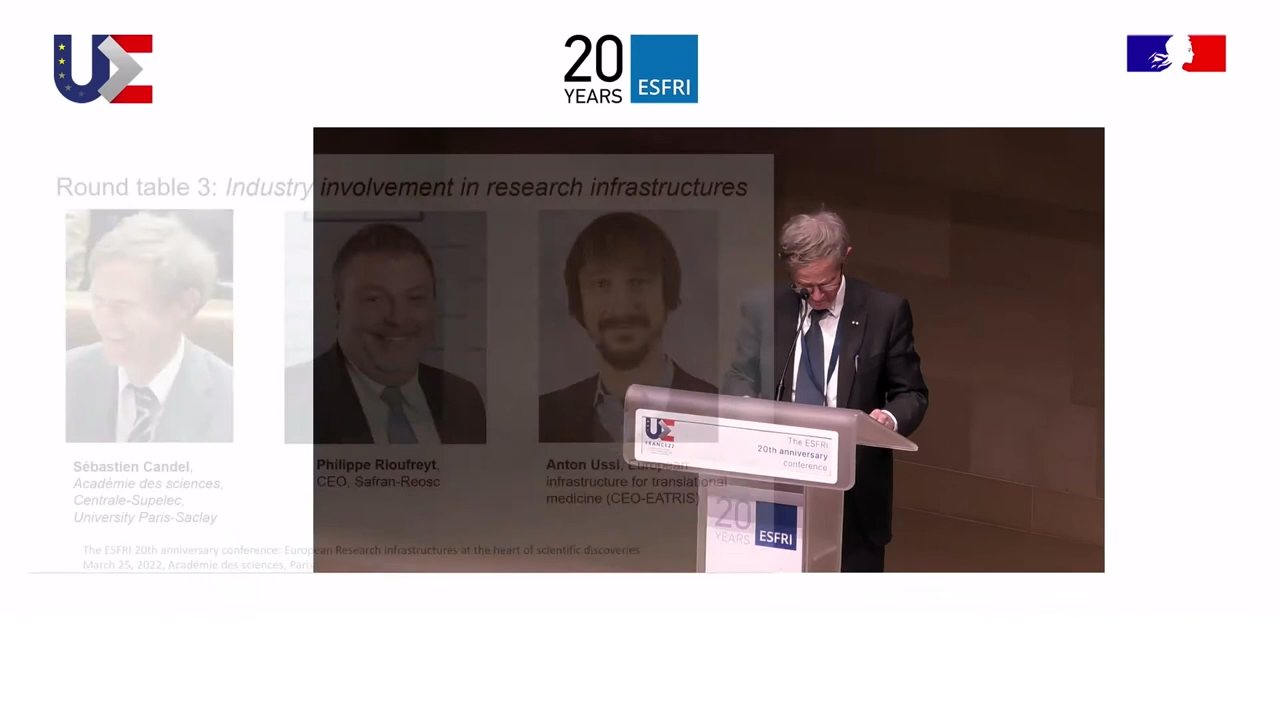 UE
20
YEARS
ESFRI
Round table 3: Industry involvement in research infrastructures
Sébastien Candel,
Académie des sciences,
Centrale-Supelec,
University Paris-Saclay
Philippe Rioufreyt,
CEO, Safran-Reosc
Anton Ussi, European
infrastructure for translational
medicine (CEO-EATRIS)
The ESFRI 20th anniversary conference: European Research Infrastructures at the heart of scientific discoveries
March 25, 2022, Académie des sciences, Paris
UE
FRANCE22
The ESFRI
20th anniversary
conference
20
YEARS
ESFRI